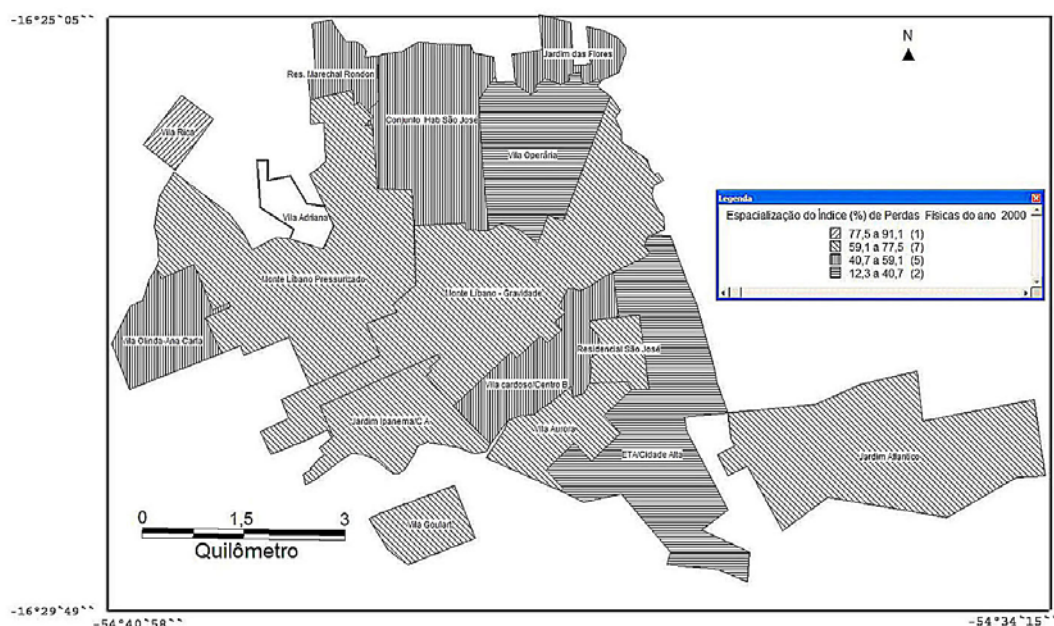 -16°25´05``
N
Jardim das Flores
Res. Marechal Rondon
Conjunto Hab São José
Vila Rica
Vila Operária
Legenda
Espacialização do Índice (%) de Perdas Físicas do ano 2000
77,5 a 91,1 (1)
59,1 a 77,5 (7)
40,7 a 59,1 (5)
12,3 a 40,7 (2)
Vila Adriana
Monte Líbano Pressurizado
Monte Líbano - Gravidade
Vila Olinda-Ana Carla
Residencial São José
Vila cardoso/Centro B
Jardim Ipanema/C.A
Vila Aurora
ETA/Cidade Alta
Jardim Atlântico
0 1,5 3
Quilômetro
Vila Goulart
-16°29´49``
-54°40´58``
-54°34´15``